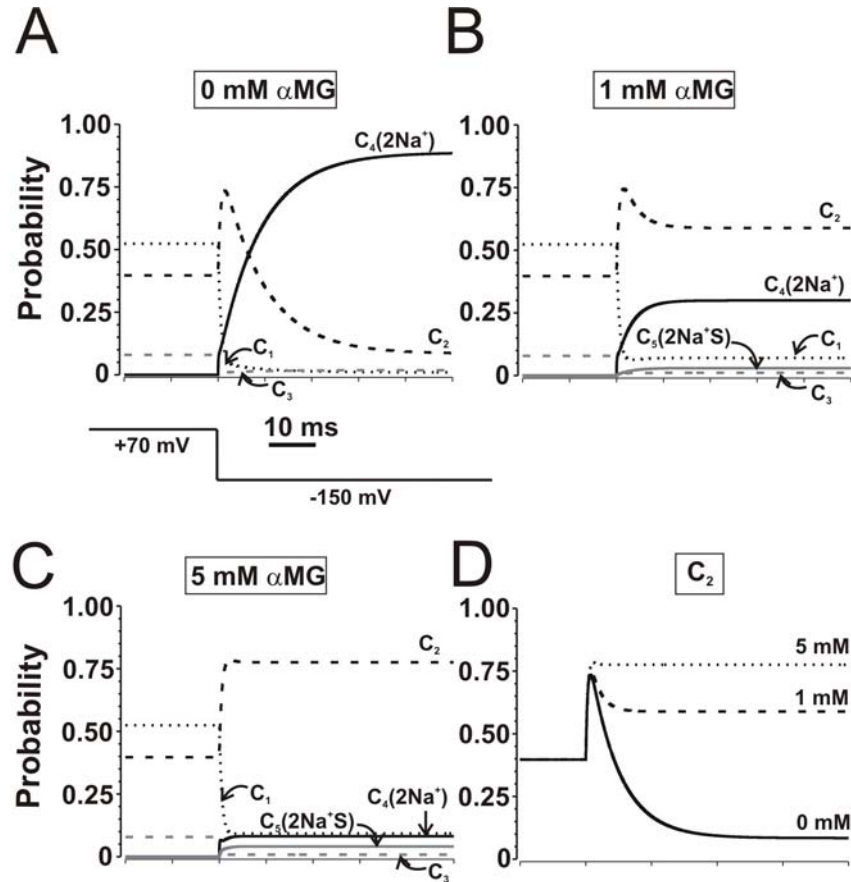 A
0 mM αMG
Probability
1.00
0.75
0.50
0.25
0
C₄(2Na⁺)
C₂
C₁
C₃
+70 mV
10 ms
-150 mV
B
1 mM αMG
1.00
0.75
0.50
0.25
0
C₂
C₄(2Na⁺)
C₅(2Na⁺S)
C₁
C₃
C
5 mM αMG
Probability
1.00
0.75
0.50
0.25
0
C₂
C₁
C₅(2Na⁺S)
C₄(2Na⁺)
C₃
D
C₂
1.00
0.75
0.50
0.25
0
5 mM
1 mM
0 mM